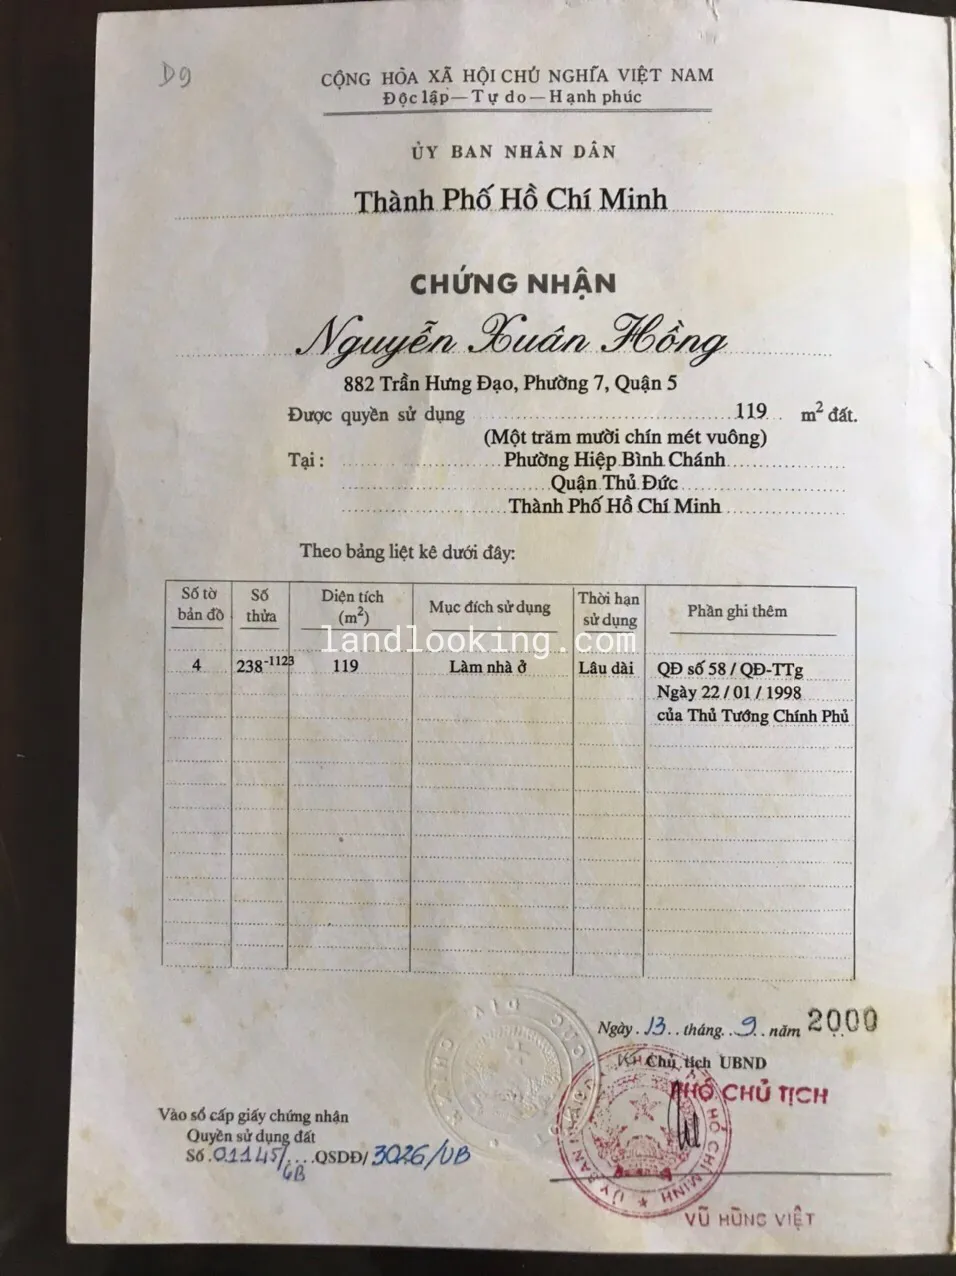 D9
CỘNG HÒA XÃ HỘI CHỦ NGHĨA VIỆT NAM
Độc lập — Tự do — Hạnh phúc
ỦY BAN NHÂN DÂN
Thành Phố Hồ Chí Minh
CHỨNG NHẬN
Nguyễn Xuân Hồng
882 Trần Hưng Đạo, Phường 7, Quận 5
Được quyền sử dụng 119 m² đất.
(Một trăm mười chín mét vuông)
Tại : Phường Hiệp Bình Chánh
Quận Thủ Đức
Thành Phố Hồ Chí Minh
Theo bảng liệt kê dưới đây:
Số tờ bản đồ Số thửa Diện tích (m²) Mục đích sử dụng Thời hạn sử dụng Phần ghi thêm
landlooking.com
4 238-1123 119 Làm nhà ở Lâu dài QĐ số 58 / QĐ-TTg
Ngày 22 / 01 / 1998
của Thủ Tướng Chính Phủ
Ngày 13 tháng 9 năm 2000
Chủ tịch UBND
PHÓ CHỦ TỊCH
Vào sổ cấp giấy chứng nhận
Quyền sử dụng đất
Số 01145/ QSDĐ/ 3026/UB
VŨ HÙNG VIỆT